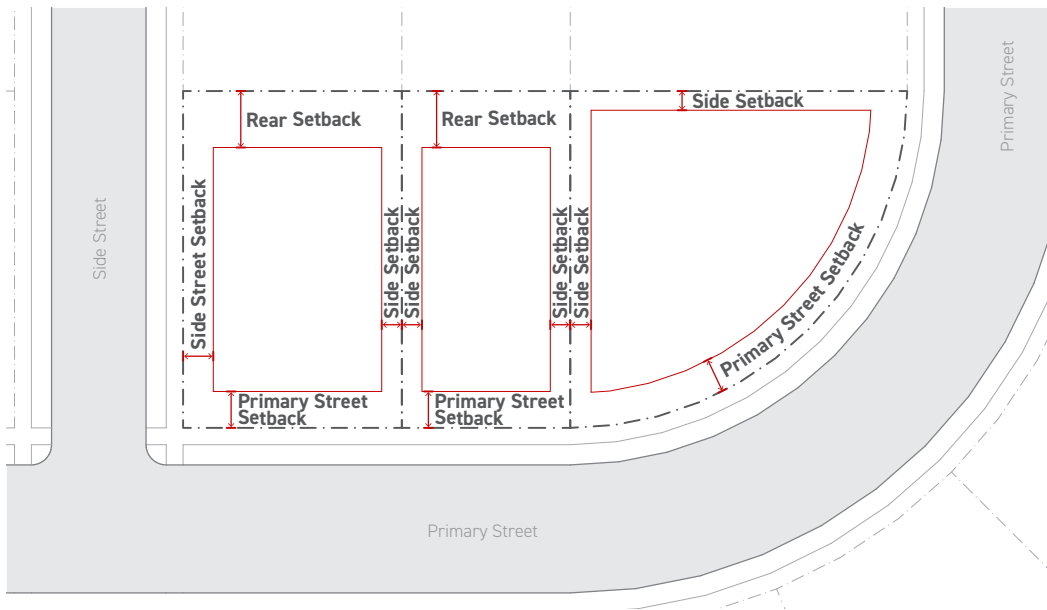 Primary Street
Side Setback
Rear Setback
Rear Setback
Side Street
Side Street Setback
Side Setback
Side Setback
Side Setback
Side Setback
Primary Street Setback
Primary Street
Setback
Primary Street
Setback
Primary Street